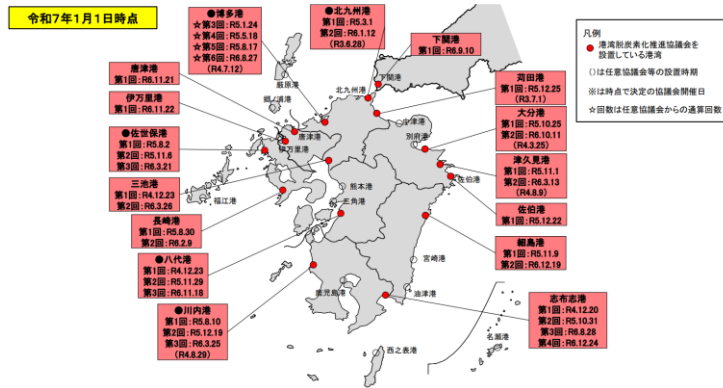 令和7年1月1日時点
●博多港
☆第3回:R5.1.24
☆第4回:R5.5.18
☆第5回:R5.8.17
☆第6回:R6.8.27
(R4.7.12)
●北九州港
第1回:R5.3.1
第2回:R6.1.12
(R3.6.28)
下関港
第1回:R6.9.10
凡例
● 港湾脱炭素化推進協議会を
設置している港湾
()は任意協議会等の設置時期
※は時点で決定の協議会開催日
☆回数は任意協議会からの通算回数
唐津港
第1回:R6.11.21
伊万里港
第1回:R6.11.22
●佐世保港
第1回:R5.8.2
第2回:R5.11.6
第3回:R6.3.21
三池港
第1回:R4.12.23
第2回:R6.3.26
長崎港
第1回:R5.8.30
第2回:R6.2.9
●八代港
第1回:R4.12.23
第2回:R5.11.29
第3回:R6.11.18
●川内港
第1回:R5.8.10
第2回:R5.12.19
第3回:R6.3.25
(R4.8.29)
苅田港
第1回:R5.12.25
(R3.7.1)
大分港
第1回:R5.10.25
第2回:R6.10.11
(R4.3.25)
津久見港
第1回:R5.11.1
第2回:R6.3.13
(R4.8.9)
佐伯港
第1回:R5.12.22
細島港
第1回:R5.11.9
第2回:R6.12.19
志布志港
第1回:R4.12.20
第2回:R5.10.31
第3回:R6.8.28
第4回:R6.12.24
厳原港
郷ノ浦港
下関港
北九州港
中津港
別府港
唐津港
伊万里港
福江港
熊本港
三角港
佐伯港
宮崎港
鹿児島港
油津港
西之表港
名瀬港